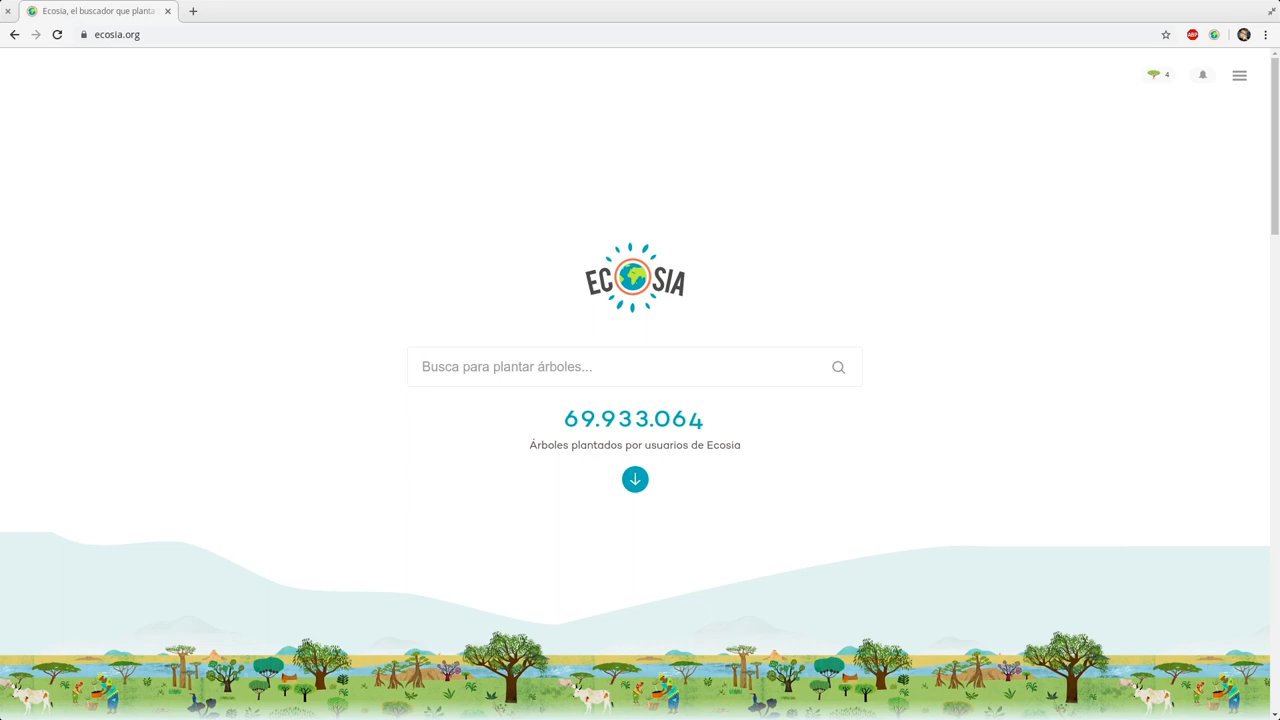 Ecosia, el buscador que planta
ecosia.org
ABP
4
ECOSIA
Busca para plantar árboles...
69.933.064
Árboles plantados por usuarios de Ecosia